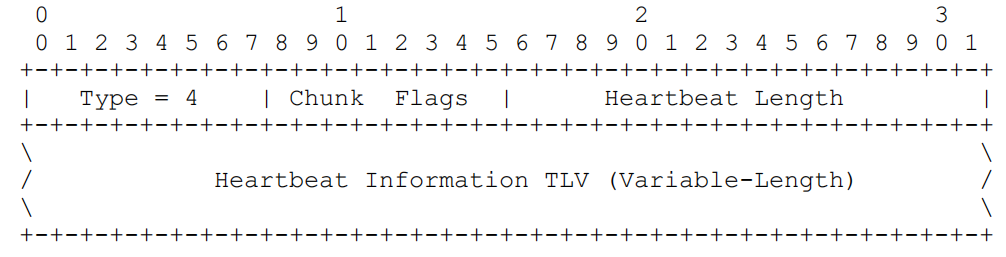 0                   1                   2                   3
 0 1 2 3 4 5 6 7 8 9 0 1 2 3 4 5 6 7 8 9 0 1 2 3 4 5 6 7 8 9 0 1
+-+-+-+-+-+-+-+-+-+-+-+-+-+-+-+-+-+-+-+-+-+-+-+-+-+-+-+-+-+-+-+-+
|   Type = 4    | Chunk  Flags  |      Heartbeat Length         |
+-+-+-+-+-+-+-+-+-+-+-+-+-+-+-+-+-+-+-+-+-+-+-+-+-+-+-+-+-+-+-+-+
\                                                               \
/            Heartbeat Information TLV (Variable-Length)        /
\                                                               \
+-+-+-+-+-+-+-+-+-+-+-+-+-+-+-+-+-+-+-+-+-+-+-+-+-+-+-+-+-+-+-+-+